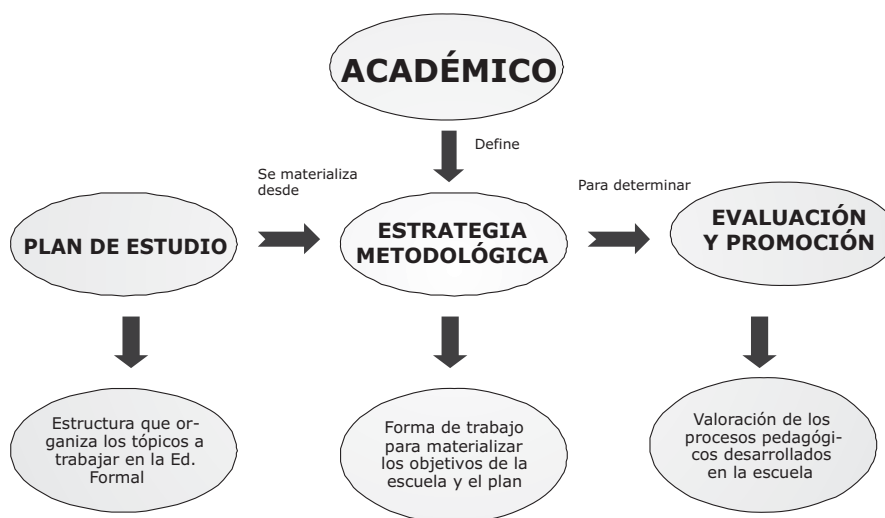 ACADÉMICO
Define
Se materializa
desde
Para determinar
PLAN DE ESTUDIO
ESTRATEGIA
METODOLÓGICA
EVALUACIÓN
Y PROMOCIÓN
Estructura que or-
ganiza los tópicos a
trabajar en la Ed.
Formal
Forma de trabajo
para materializar
los objetivos de la
escuela y el plan
Valoración de los
procesos pedagógi-
cos desarrollados
en la escuela